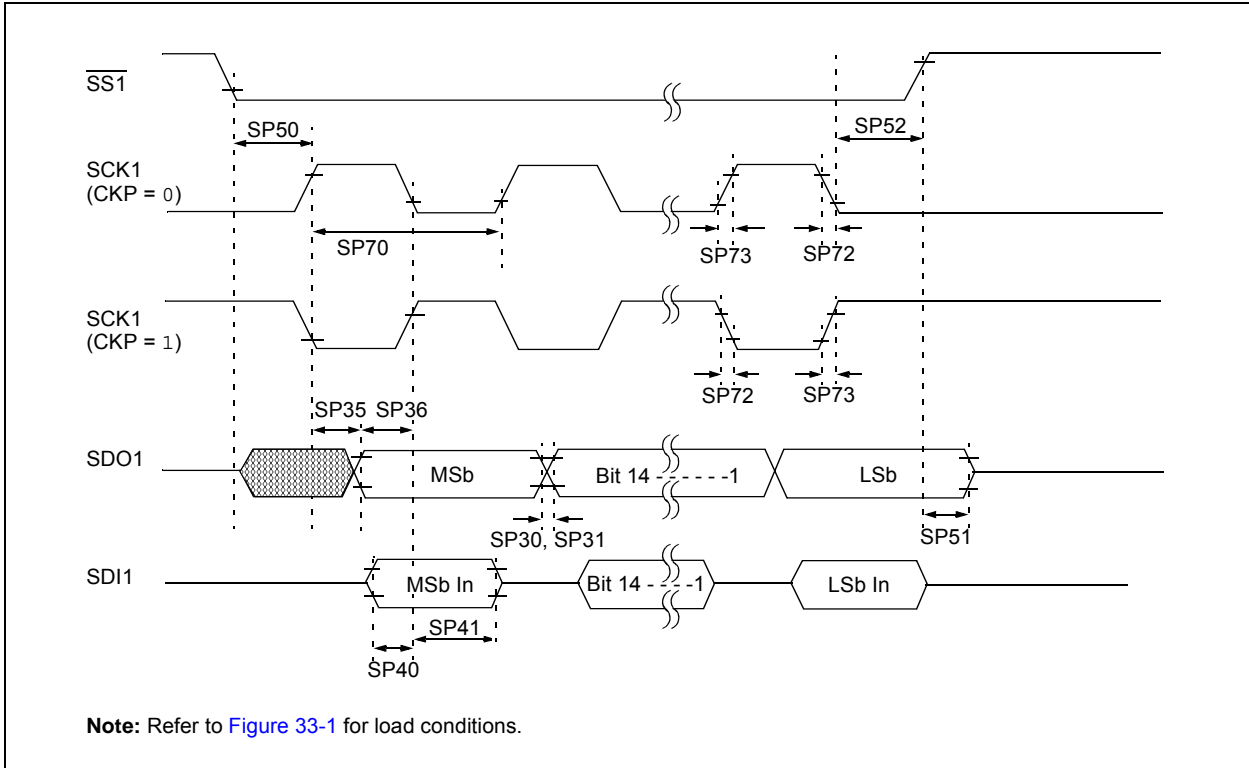 SS1
SP50
SP52
SCK1
(CKP = 0)
SP70
SP73
SP72
SCK1
(CKP = 1)
SP72
SP73
SP35
SP36
SDO1
MSb
Bit 14 - - - - - -1
LSb
SP30, SP31
SP51
SDI1
MSb In
Bit 14 - - - -1
LSb In
SP41
SP40
Note: Refer to Figure 33-1 for load conditions.